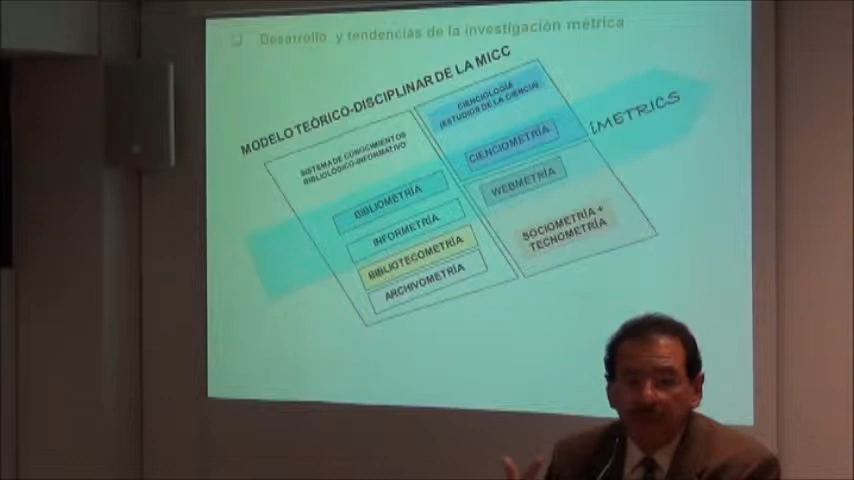 Desarrollo y tendencias de la investigación métrica
MODELO TEÓRICO-DISCIPLINAR DE LA MICC
SISTEMA DE CONOCIMIENTOS
BIBLIOLÓGICO-INFORMATIVO
BIBLIOMETRÍA
INFORMETRÍA
BIBLIOTECOMETRÍA
ARCHIVOMETRÍA
CIENCIOLOGÍA
(ESTUDIOS DE LA CIENCIA)
CIENCIOMETRÍA
WEBMETRÍA
SOCIOMETRÍA +
TECNOMETRÍA
iMETRICS